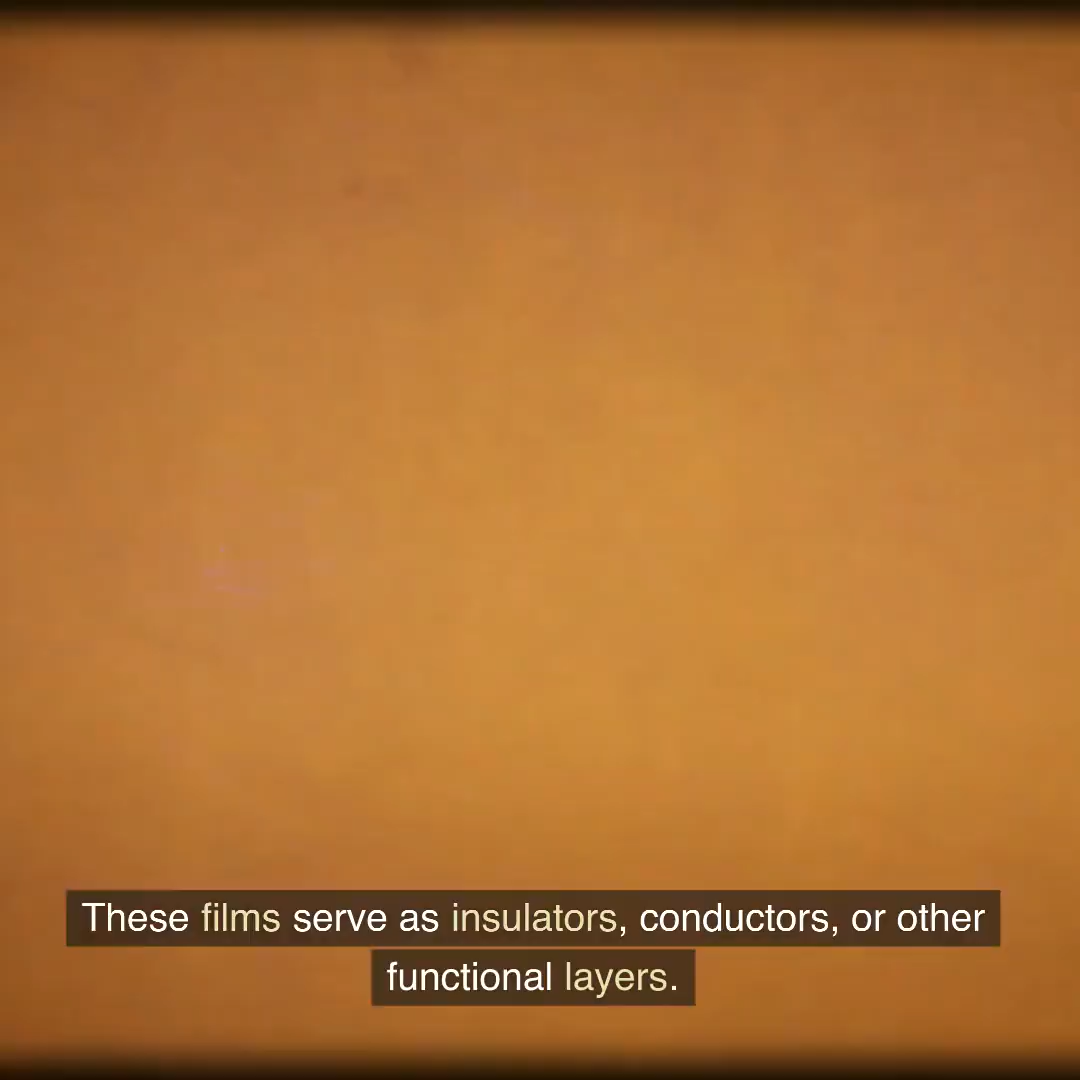 These films serve as insulators, conductors, or other
functional layers.